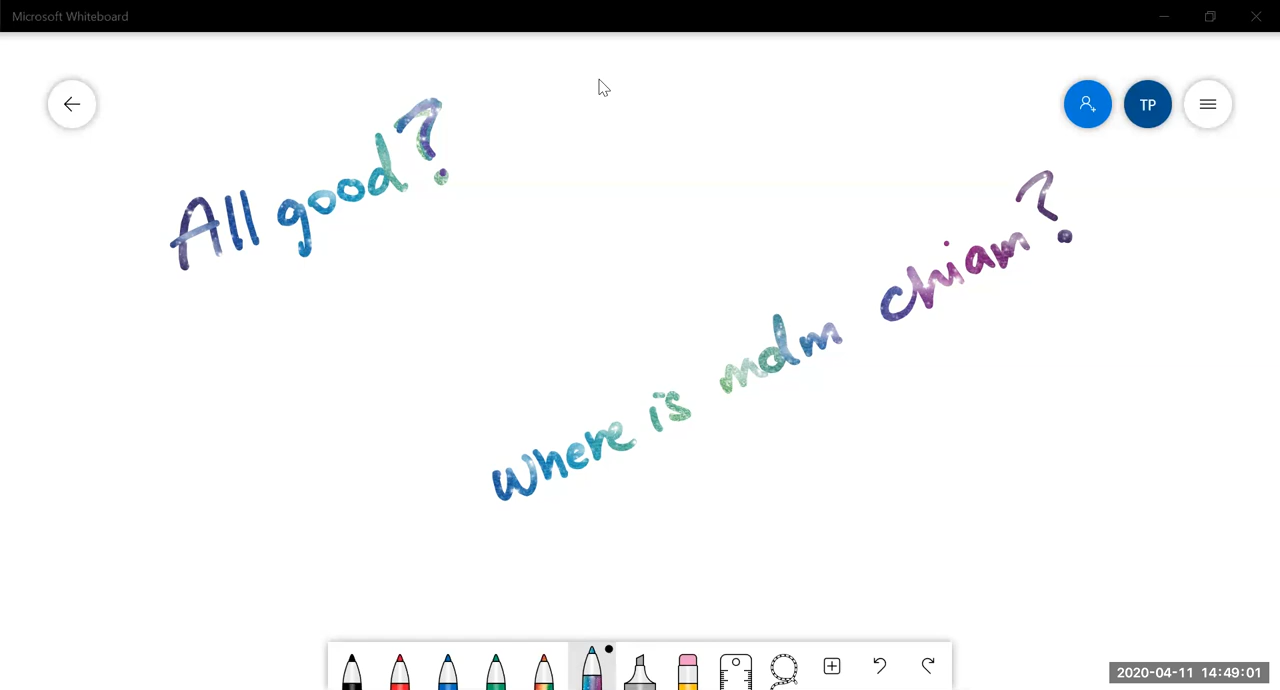 Microsoft Whiteboard
TP
All good?
where is mdm chiam?
2020-04-11 14:49:01